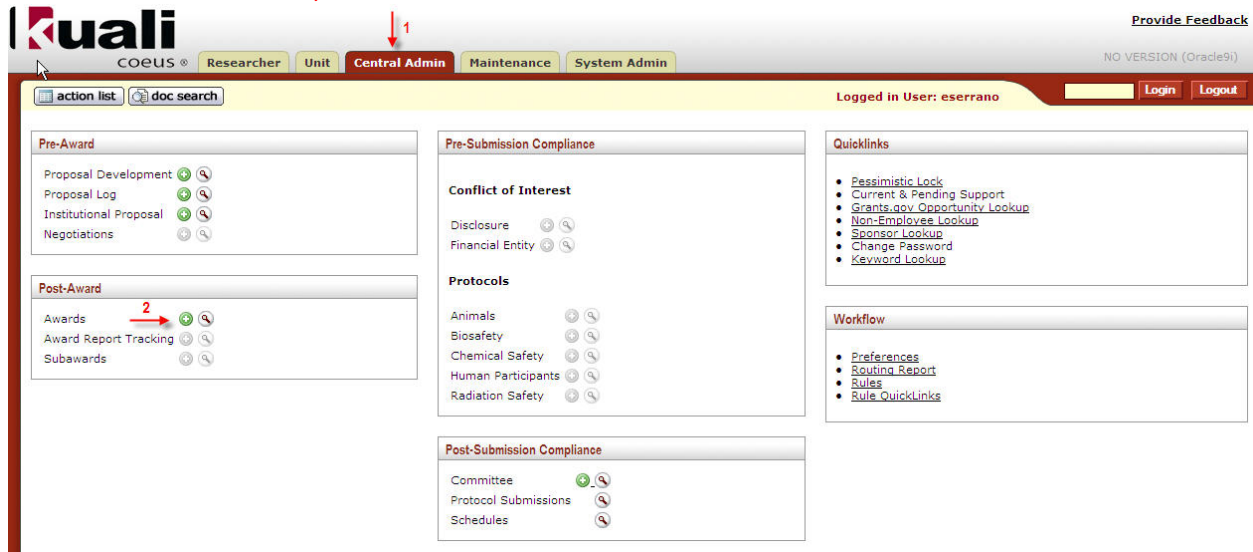 Kuali
coeus ®
1
Provide Feedback
NO VERSION (Oracle9i)
Researcher Unit Central Admin Maintenance System Admin
action list doc search
Logged in User: eserrano
Login Logout
Pre-Award
Proposal Development
Proposal Log
Institutional Proposal
Negotiations
Post-Award
2
Awards
Award Report Tracking
Subawards
Pre-Submission Compliance
Conflict of Interest
Disclosure
Financial Entity
Protocols
Animals
Biosafety
Chemical Safety
Human Participants
Radiation Safety
Post-Submission Compliance
Committee
Protocol Submissions
Schedules
Quicklinks
Pessimistic Lock
Current & Pending Support
Grants.gov Opportunity Lookup
Non-Employee Lookup
Sponsor Lookup
Change Password
Keyword Lookup
Workflow
Preferences
Routing Report
Rules
Rule QuickLinks